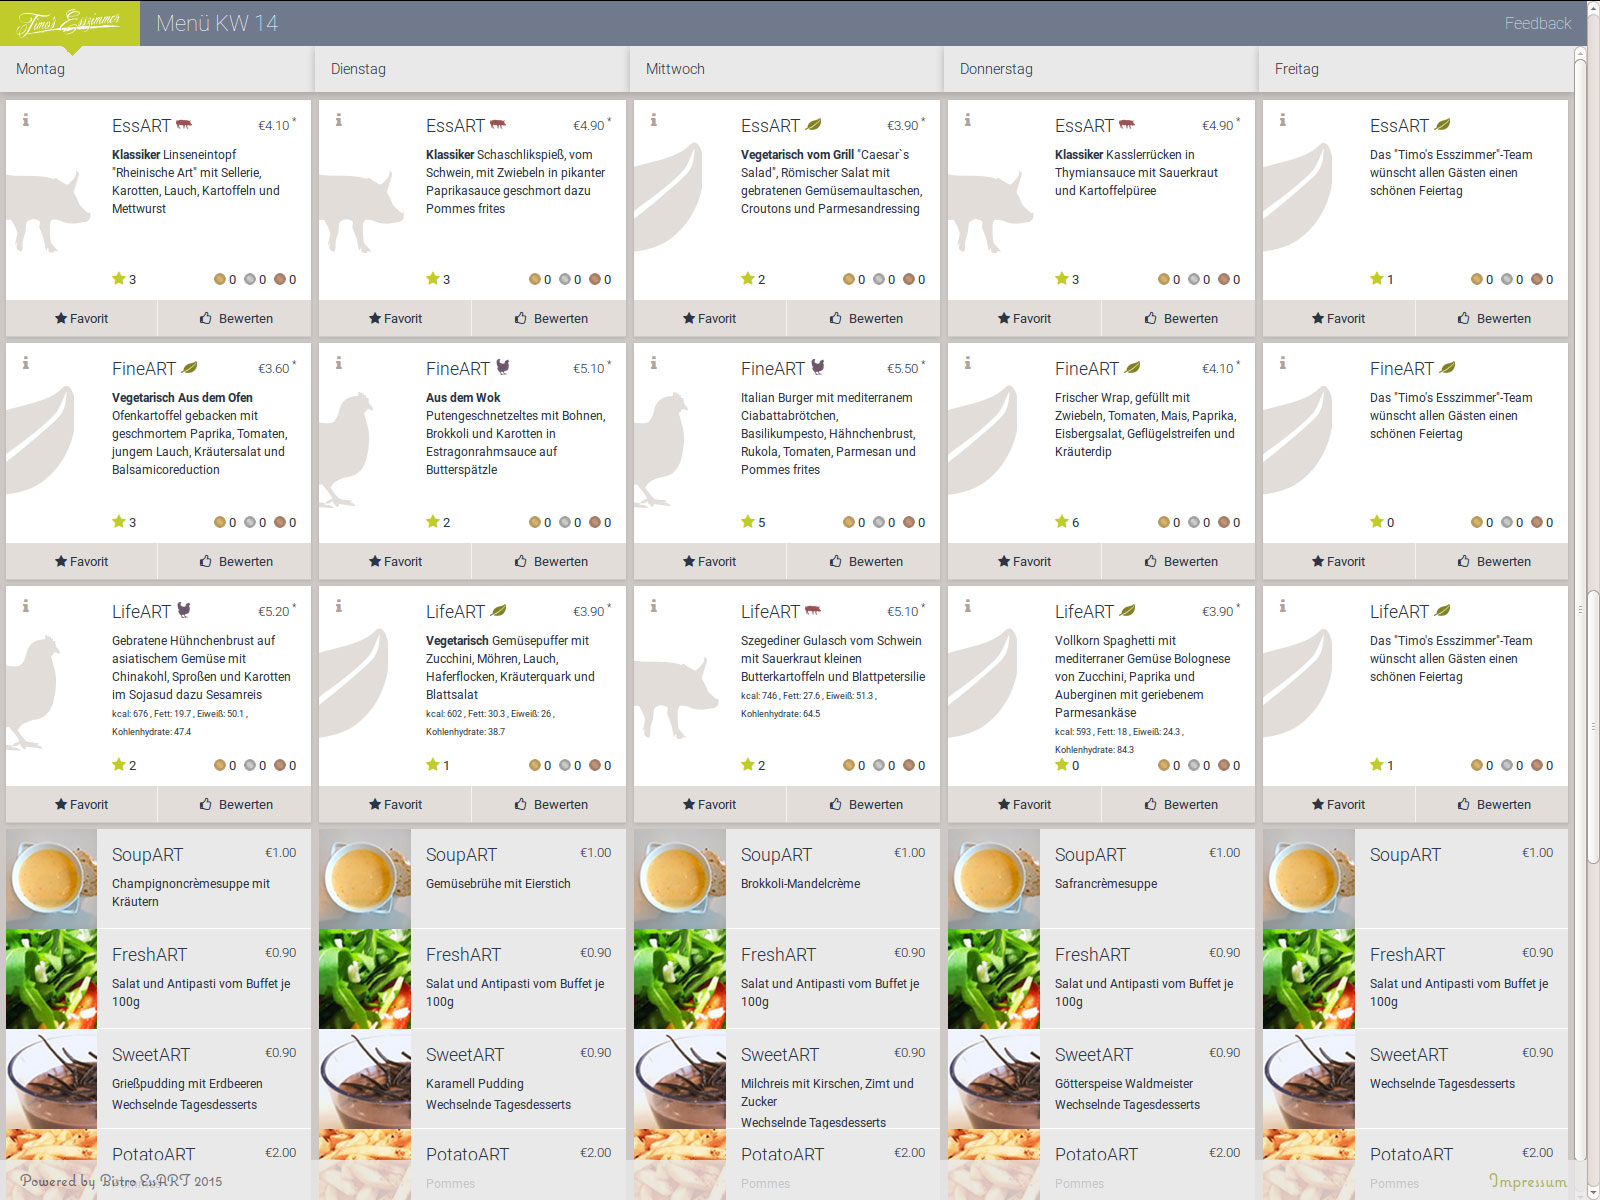 Timo's Esszimmer
Menü KW 14
Feedback
Montag
Dienstag
Mittwoch
Donnerstag
Freitag
EssART
€4.10 *
Klassiker Linseneintopf
"Rheinische Art" mit Sellerie,
Karotten, Lauch, Kartoffeln und
Mettwurst
3
0 0 0
Favorit
Bewerten
EssART
€4.90 *
Klassiker Schaschlikspieß, vom
Schwein, mit Zwiebeln in pikanter
Paprikasauce geschmort dazu
Pommes frites
3
0 0 0
Favorit
Bewerten
EssART
€3.90 *
Vegetarisch vom Grill "Caesar`s
Salad", Römischer Salat mit
gebratenen Gemüsemaultaschen,
Croutons und Parmesandressing
2
0 0 0
Favorit
Bewerten
EssART
€4.90 *
Klassiker Kasslerrücken in
Thymiansauce mit Sauerkraut
und Kartoffelpüree
3
0 0 0
Favorit
Bewerten
EssART
Das "Timo's Esszimmer"-Team
wünscht allen Gästen einen
schönen Feiertag
1
0 0 0
Favorit
Bewerten
FineART
€3.60 *
Vegetarisch Aus dem Ofen
Ofenkartoffel gebacken mit
geschmortem Paprika, Tomaten,
jungem Lauch, Kräutersalat und
Balsamicoreduction
3
0 0 0
Favorit
Bewerten
FineART
€5.10 *
Aus dem Wok
Putengeschnetzeltes mit Bohnen,
Brokkoli und Karotten in
Estragonrahmsauce auf
Butterspätzle
2
0 0 0
Favorit
Bewerten
FineART
€5.50 *
Italian Burger mit mediterranem
Ciabattabrötchen,
Basilikumpesto, Hähnchenbrust,
Rukola, Tomaten, Parmesan und
Pommes frites
5
0 0 0
Favorit
Bewerten
FineART
€4.10 *
Frischer Wrap, gefüllt mit
Zwiebeln, Tomaten, Mais, Paprika,
Eisbergsalat, Geflügelstreifen und
Kräuterdip
6
0 0 0
Favorit
Bewerten
FineART
Das "Timo's Esszimmer"-Team
wünscht allen Gästen einen
schönen Feiertag
0
0 0 0
Favorit
Bewerten
LifeART
€5.20 *
Gebratene Hühnchenbrust auf
asiatischem Gemüse mit
Chinakohl, Sproßen und Karotten
im Sojasud dazu Sesamreis
kcal: 676 , Fett: 19.7 , Eiweiß: 50.1 ,
Kohlenhydrate: 47.4
2
0 0 0
Favorit
Bewerten
LifeART
€3.90 *
Vegetarisch Gemüsepuffer mit
Zucchini, Möhren, Lauch,
Haferflocken, Kräuterquark und
Blattsalat
kcal: 602 , Fett: 30.3 , Eiweiß: 26 ,
Kohlenhydrate: 38.7
1
0 0 0
Favorit
Bewerten
LifeART
€5.10 *
Szegediner Gulasch vom Schwein
mit Sauerkraut kleinen
Butterkartoffeln und Blattpetersilie
kcal: 746 , Fett: 27.6 , Eiweiß: 51.3 ,
Kohlenhydrate: 64.5
2
0 0 0
Favorit
Bewerten
LifeART
€3.90 *
Vollkorn Spaghetti mit
mediterraner Gemüse Bolognese
von Zucchini, Paprika und
Auberginen mit geriebenem
Parmesankäse
kcal: 593 , Fett: 18 , Eiweiß: 24.3 ,
Kohlenhydrate: 84.3
0
0 0 0
Favorit
Bewerten
LifeART
Das "Timo's Esszimmer"-Team
wünscht allen Gästen einen
schönen Feiertag
1
0 0 0
Favorit
Bewerten
SoupART
€1.00
Champignoncrèmesuppe mit
Kräutern
SoupART
€1.00
Gemüsebrühe mit Eierstich
SoupART
€1.00
Brokkoli-Mandelcrème
SoupART
€1.00
Safrancrèmesuppe
SoupART
€1.00
FreshART
€0.90
Salat und Antipasti vom Buffet je
100g
FreshART
€0.90
Salat und Antipasti vom Buffet je
100g
FreshART
€0.90
Salat und Antipasti vom Buffet je
100g
FreshART
€0.90
Salat und Antipasti vom Buffet je
100g
FreshART
€0.90
Salat und Antipasti vom Buffet je
100g
SweetART
€0.90
Grießpudding mit Erdbeeren
Wechselnde Tagesdesserts
SweetART
€0.90
Karamell Pudding
Wechselnde Tagesdesserts
SweetART
€0.90
Milchreis mit Kirschen, Zimt und
Zucker
Wechselnde Tagesdesserts
SweetART
€0.90
Götterspeise Waldmeister
Wechselnde Tagesdesserts
SweetART
€0.90
Wechselnde Tagesdesserts
PotatoART
€2.00
PotatoART
€2.00
Pommes
PotatoART
€2.00
Pommes
PotatoART
€2.00
Pommes
PotatoART
€2.00
Pommes
Powered by Bistro EsART 2015
Impressum